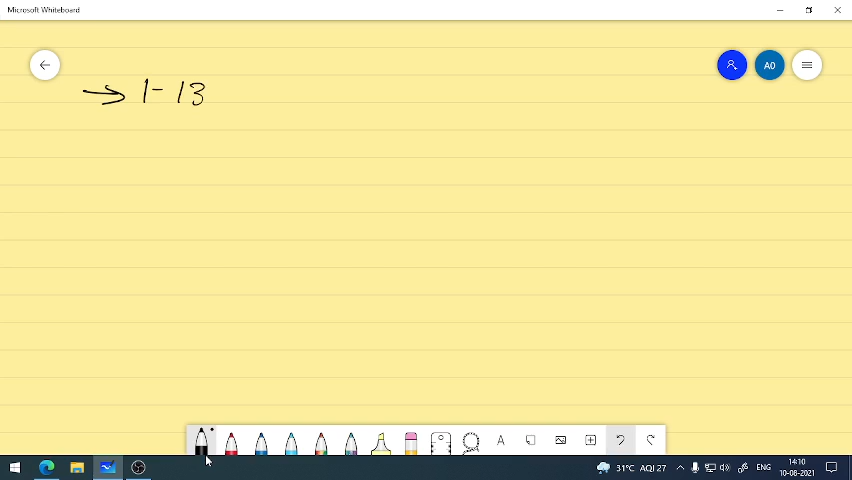 Microsoft Whiteboard
A0
→ 1 - 13
A
31°C AQI 27
ENG
14:10
10-08-2021